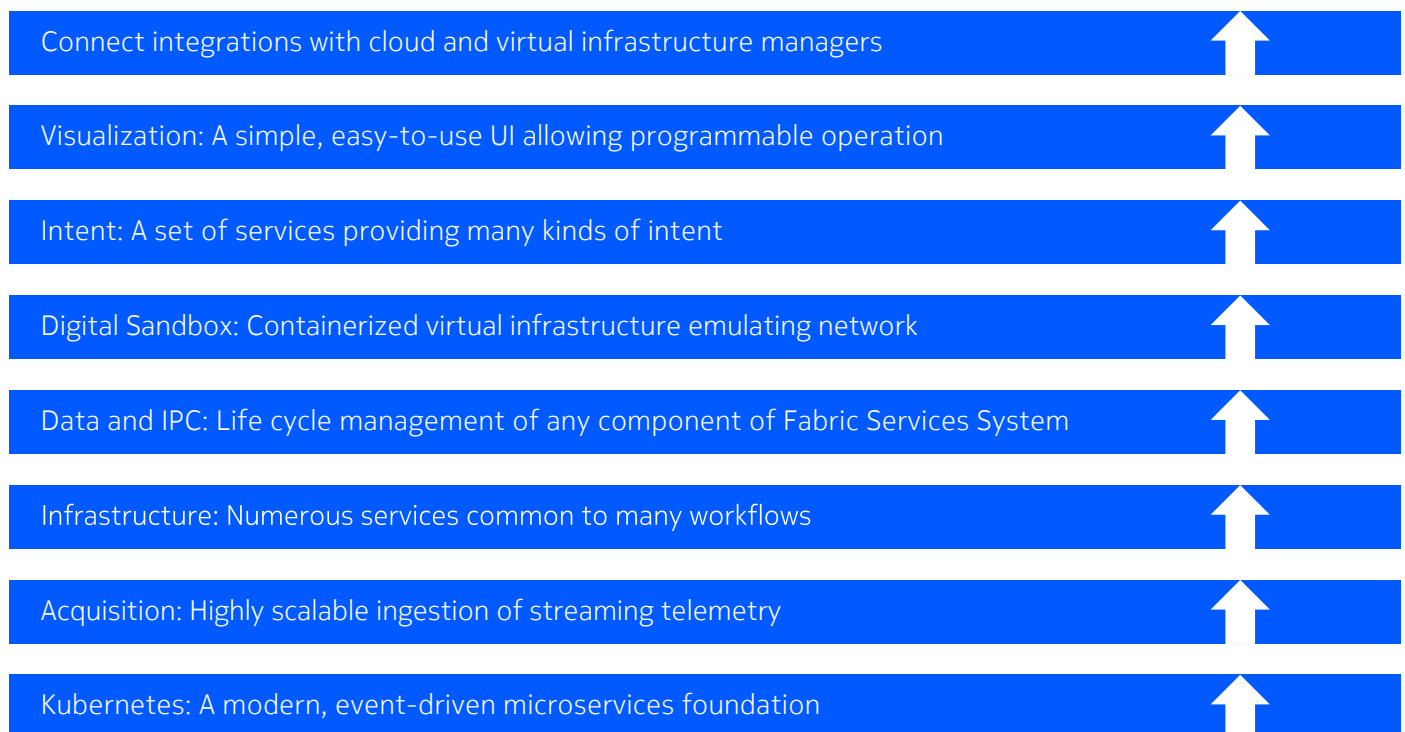 Connect integrations with cloud and virtual infrastructure managers
Visualization: A simple, easy-to-use UI allowing programmable operation
Intent: A set of services providing many kinds of intent
Digital Sandbox: Containerized virtual infrastructure emulating network
Data and IPC: Life cycle management of any component of Fabric Services System
Infrastructure: Numerous services common to many workflows
Acquisition: Highly scalable ingestion of streaming telemetry
Kubernetes: A modern, event-driven microservices foundation